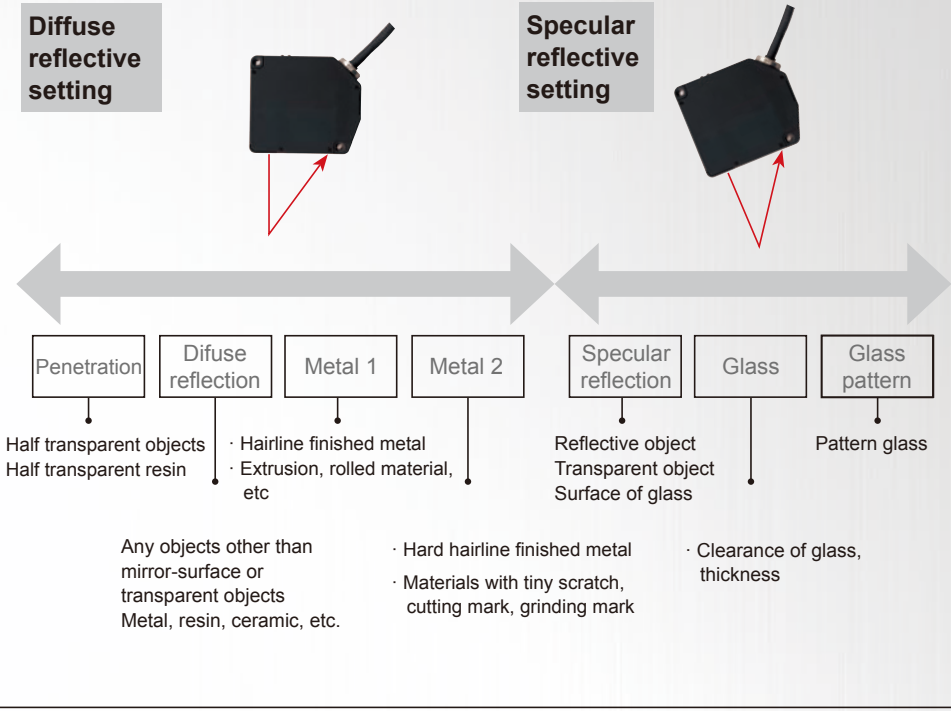 Diffuse
reflective
setting
Specular
reflective
setting
Penetration
Difuse
reflection
Metal 1
Metal 2
Specular
reflection
Glass
Glass
pattern
Half transparent objects
Half transparent resin
· Hairline finished metal
· Extrusion, rolled material,
etc
Reflective object
Transparent object
Surface of glass
Pattern glass
Any objects other than
mirror-surface or
transparent objects
Metal, resin, ceramic, etc.
· Hard hairline finished metal
· Materials with tiny scratch,
cutting mark, grinding mark
· Clearance of glass,
thickness